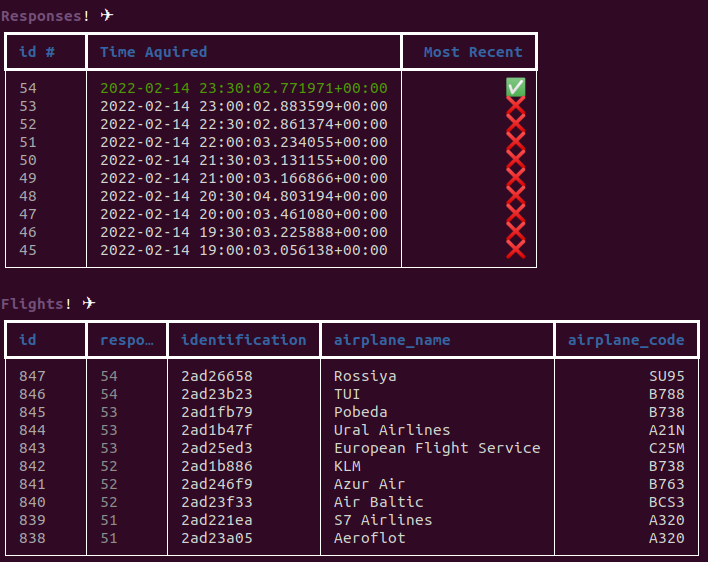 Responses! ✈
id # Time Aquired Most Recent
54 2022-02-14 23:30:02.771971+00:00 ✅
53 2022-02-14 23:00:02.883599+00:00 ❌
52 2022-02-14 22:30:02.861374+00:00 ❌
51 2022-02-14 22:00:03.234055+00:00 ❌
50 2022-02-14 21:30:03.131155+00:00 ❌
49 2022-02-14 21:00:03.166866+00:00 ❌
48 2022-02-14 20:30:04.803194+00:00 ❌
47 2022-02-14 20:00:03.461080+00:00 ❌
46 2022-02-14 19:30:03.225888+00:00 ❌
45 2022-02-14 19:00:03.056138+00:00 ❌
Flights! ✈
id respo… identification airplane_name airplane_code
847 54 2ad26658 Rossiya SU95
846 54 2ad23b23 TUI B788
845 53 2ad1fb79 Pobeda B738
844 53 2ad1b47f Ural Airlines A21N
843 53 2ad25ed3 European Flight Service C25M
842 52 2ad1b886 KLM B738
841 52 2ad246f9 Azur Air B763
840 52 2ad23f33 Air Baltic BCS3
839 51 2ad221ea S7 Airlines A320
838 51 2ad23a05 Aeroflot A320